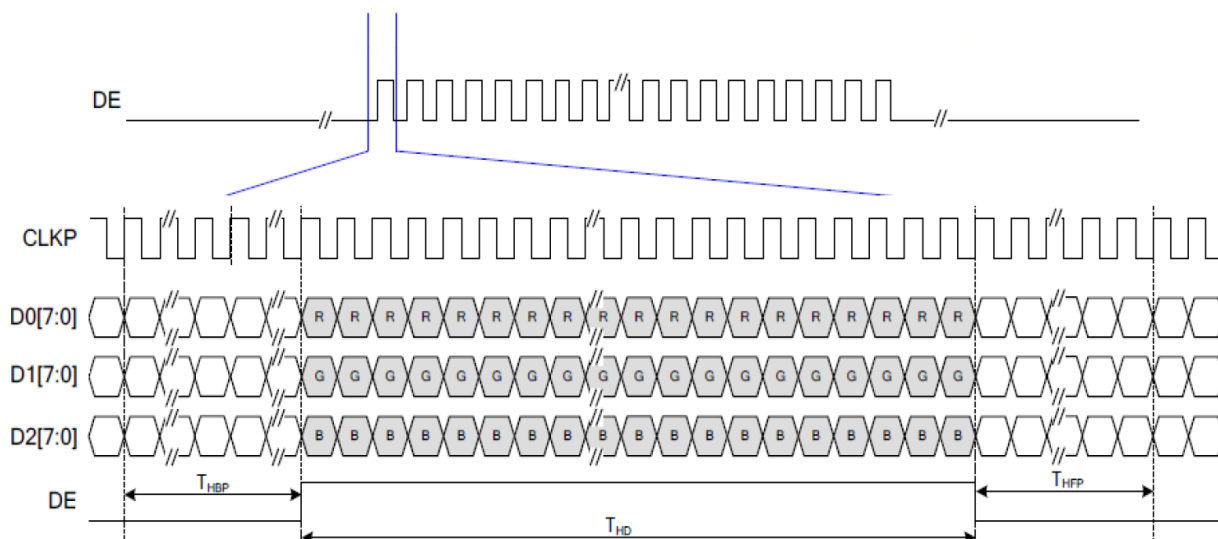 DE
//
//
//
CLKP
//
//
//
//
D0[7:0]
//
//
R R R R R R R R R R R R R R R R R R R
//
//
D1[7:0]
//
//
G G G G G G G G G G G G G G G G G G G
//
//
D2[7:0]
//
//
B B B B B B B B B B B B B B B B B B B
//
//
THBP
THFP
DE
THD